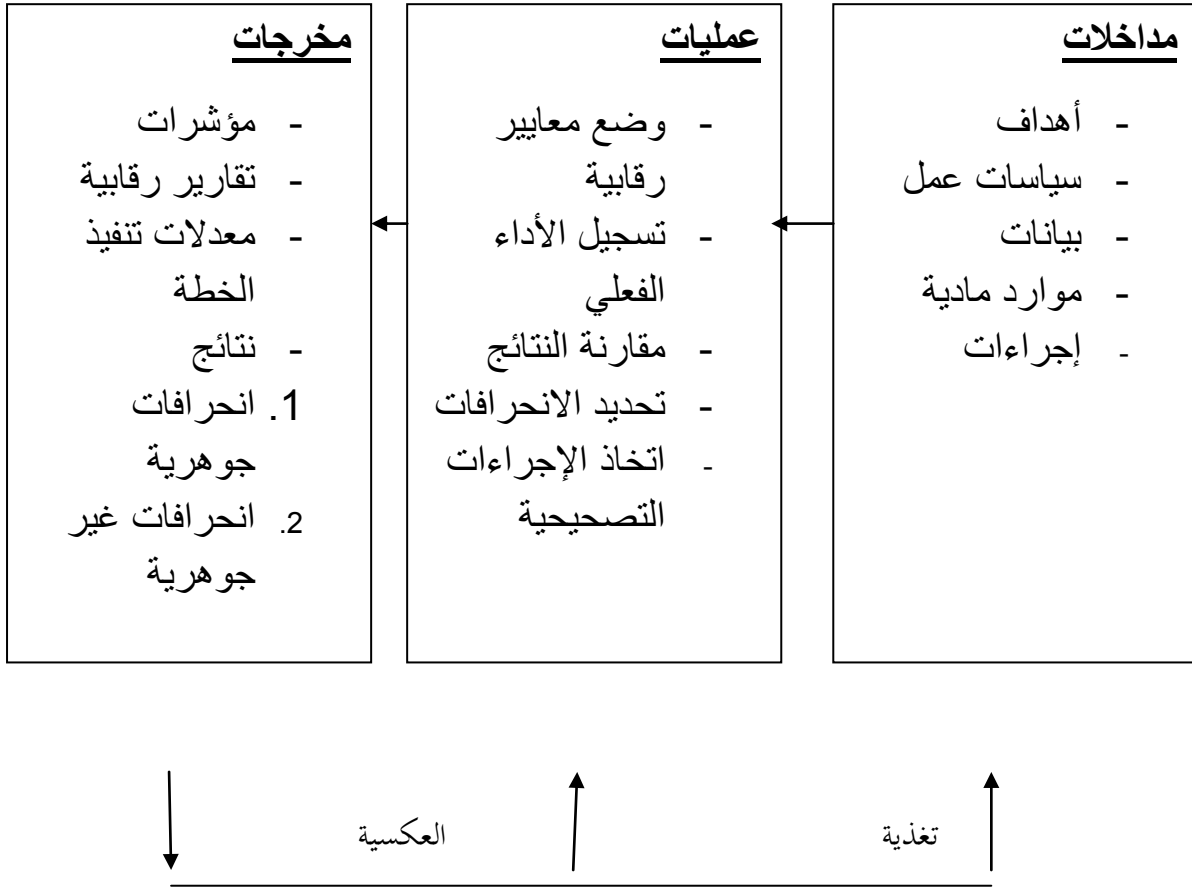 مداخلات
- أهداف
- سياسات عمل
- بيانات
- موارد مادية
- إجراءات
عمليات
- وضع معايير
رقابية
- تسجيل الأداء
الفعلي
- مقارنة النتائج
- تحديد الانحرافات
- اتخاذ الإجراءات
التصحيحية
مخرجات
- مؤشرات
- تقارير رقابية
- معدلات تنفيذ
الخطة
- نتائج
1. انحرافات
جوهرية
2. انحرافات غير
جوهرية
تغذية
العكسية